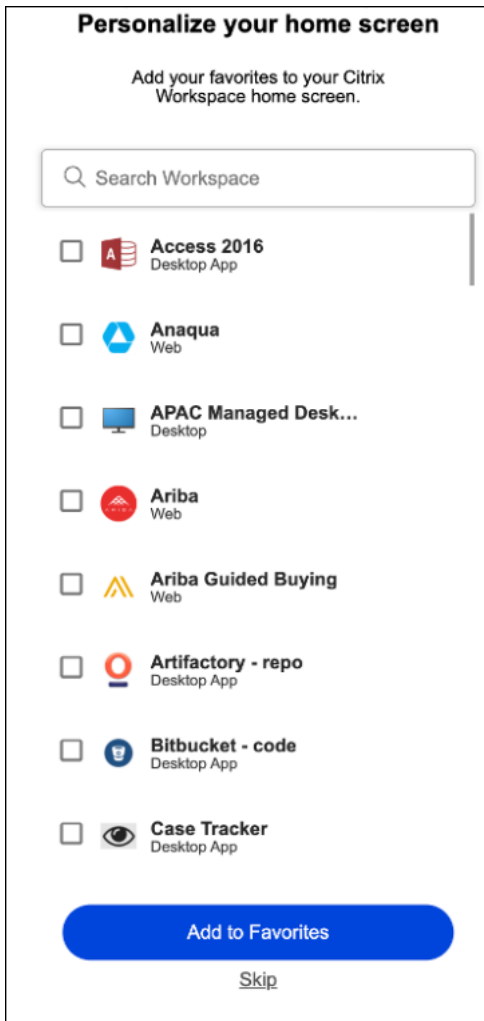 Personalize your home screen
Add your favorites to your Citrix
Workspace home screen.
Search Workspace
A
Access 2016
Desktop App
Anaqua
Web
APAC Managed Desk...
Desktop
Ariba
Web
Ariba Guided Buying
Web
Artifactory - repo
Desktop App
Bitbucket - code
Desktop App
Case Tracker
Desktop App
Add to Favorites
Skip